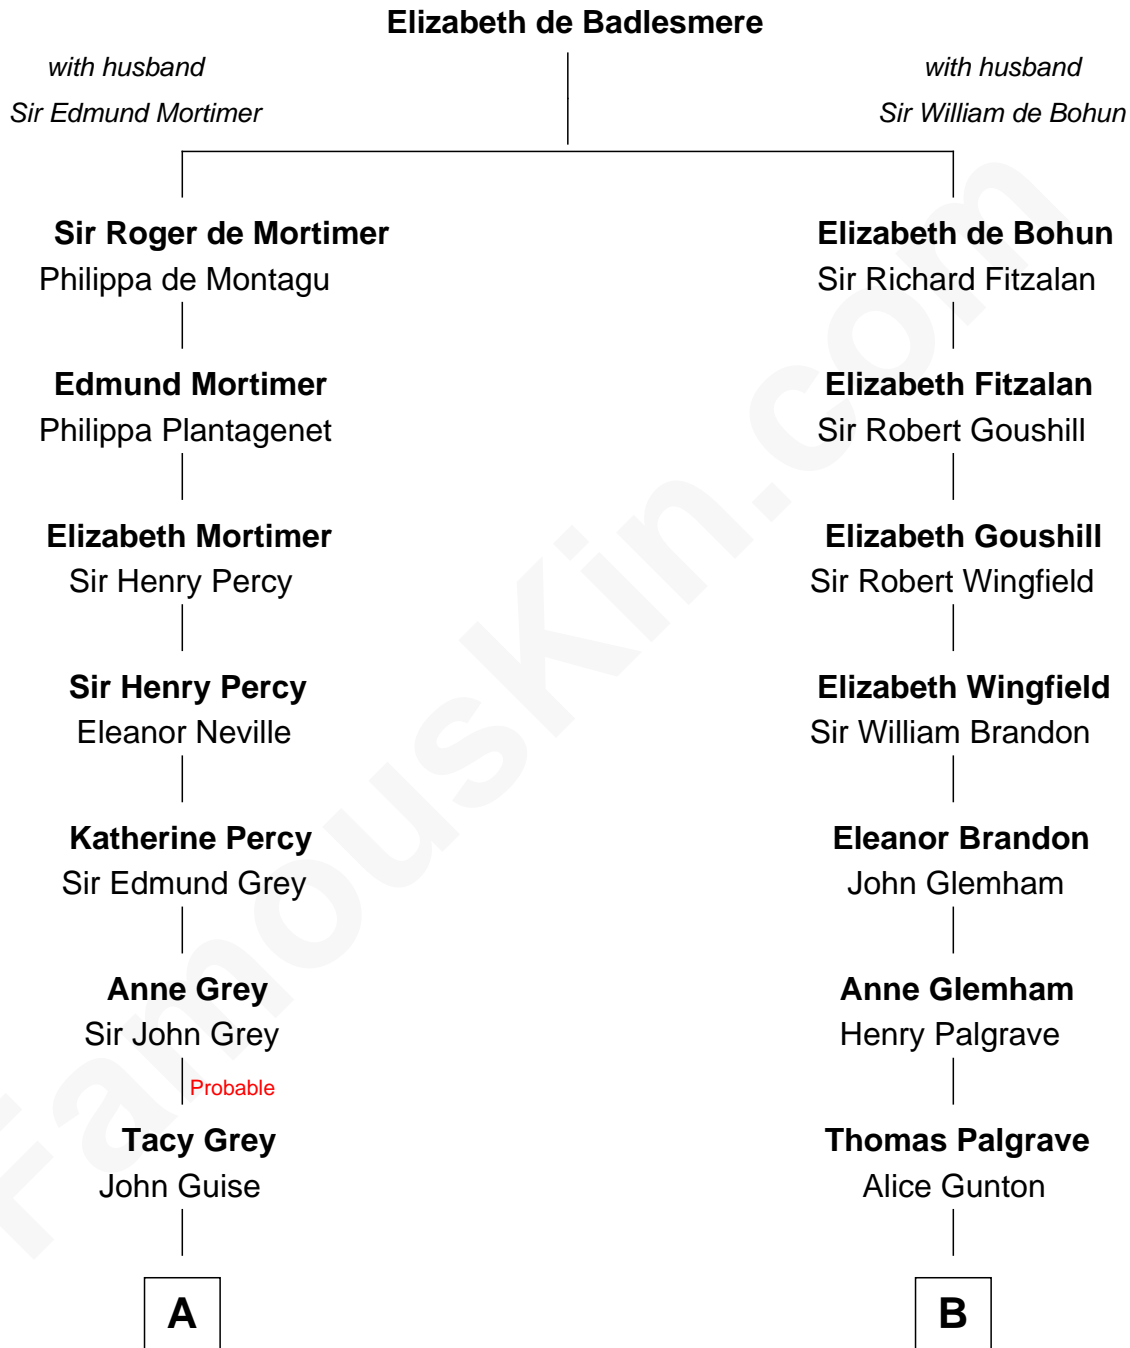 Elizabeth de Badlesmere
with husband
Sir Edmund Mortimer
with husband
Sir William de Bohun
Sir Roger de Mortimer
Philippa de Montagu
Elizabeth de Bohun
Sir Richard Fitzalan
Edmund Mortimer
Philippa Plantagenet
Elizabeth Fitzalan
Sir Robert Goushill
Elizabeth Mortimer
Sir Henry Percy
Elizabeth Goushill
Sir Robert Wingfield
Sir Henry Percy
Eleanor Neville
Elizabeth Wingfield
Sir William Brandon
Katherine Percy
Sir Edmund Grey
Eleanor Brandon
John Glemham
Anne Grey
Sir John Grey
Anne Glemham
Henry Palgrave
Probable
Tacy Grey
John Guise
Thomas Palgrave
Alice Gunton
A
B
FamousKin.com